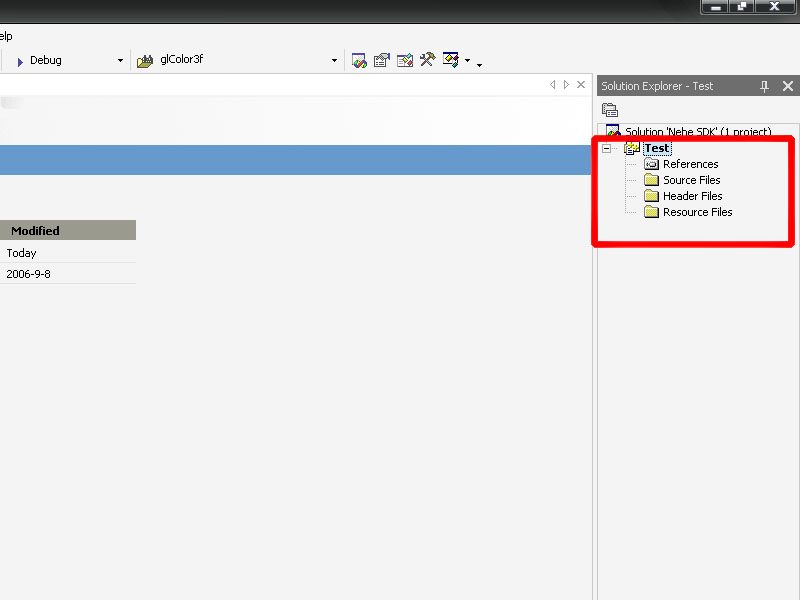 elp
Debug
glColor3f
Solution Explorer - Test
Solution 'Nehe SDK' (1 project)
Test
References
Source Files
Header Files
Resource Files
Modified
Today
2006-9-8